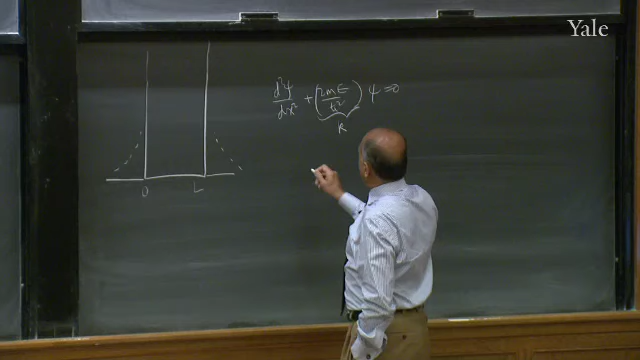 Yale
d²ψ/dx² + (2mE/ħ²) ψ = 0
k
0 L